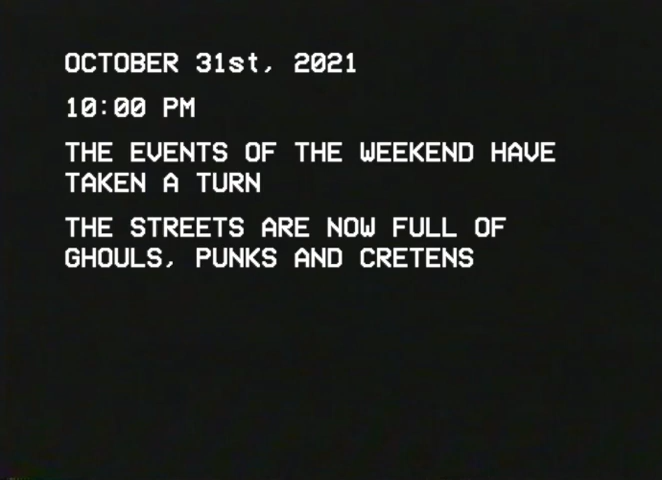 OCTOBER 31st, 2021
10:00 PM
THE EVENTS OF THE WEEKEND HAVE
TAKEN A TURN
THE STREETS ARE NOW FULL OF
GHOULS, PUNKS AND CRETENS